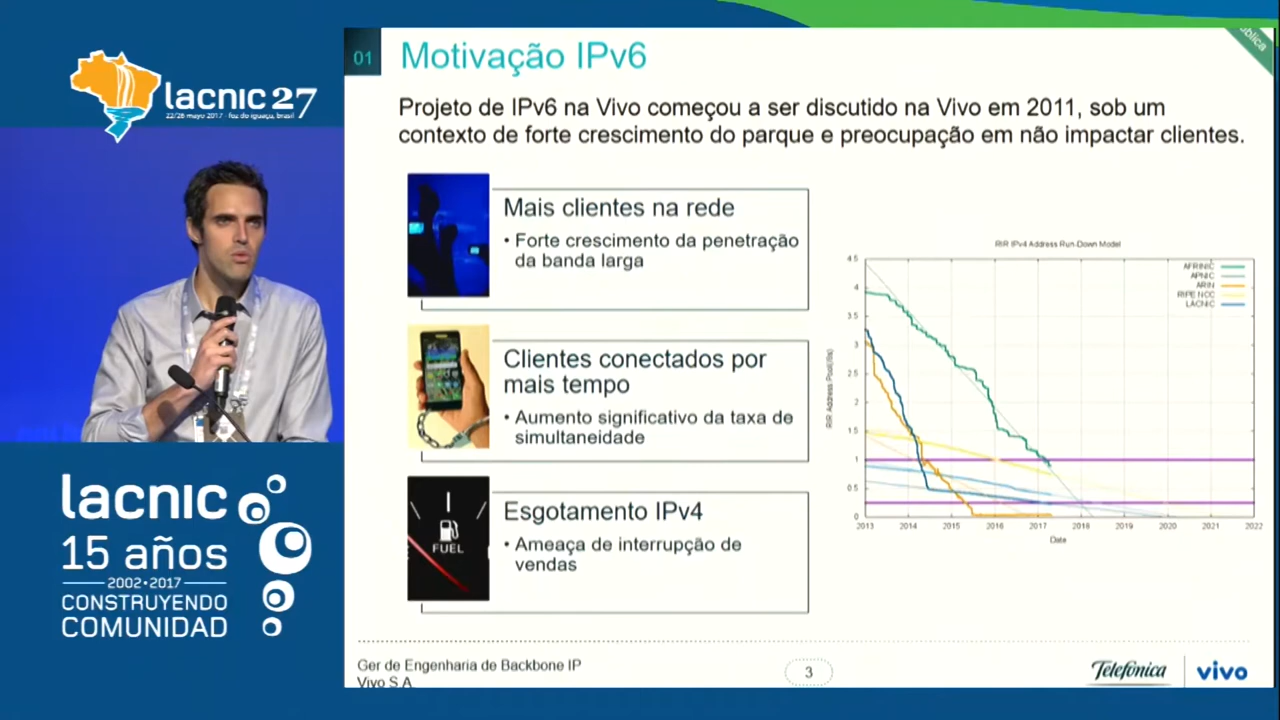 lacnic 27
22/26 mayo 2017 - foz do iguaçu, brasil
lacnic
15 años
2002•2017
CONSTRUYENDO
COMUNIDAD
01
Motivação IPv6
Projeto de IPv6 na Vivo começou a ser discutido na Vivo em 2011, sob um
contexto de forte crescimento do parque e preocupação em não impactar clientes.
Mais clientes na rede
• Forte crescimento da penetração
da banda larga
Clientes conectados por
mais tempo
• Aumento significativo da taxa de
simultaneidade
FUEL
Esgotamento IPv4
• Ameaça de interrupção de
vendas
RIR IPv4 Address Run-Down Model
AFRINIC
APNIC
ARIN
RIPE NCC
LACNIC
RIR Address Pool(/8s)
4.5
4
3.5
3
2.5
2
1.5
1
0.5
0
2013 2014 2015 2016 2017 2018 2019 2020 2021 2022
Date
Ger de Engenharia de Backbone IP
Vivo S.A
3
Telefónica
vivo